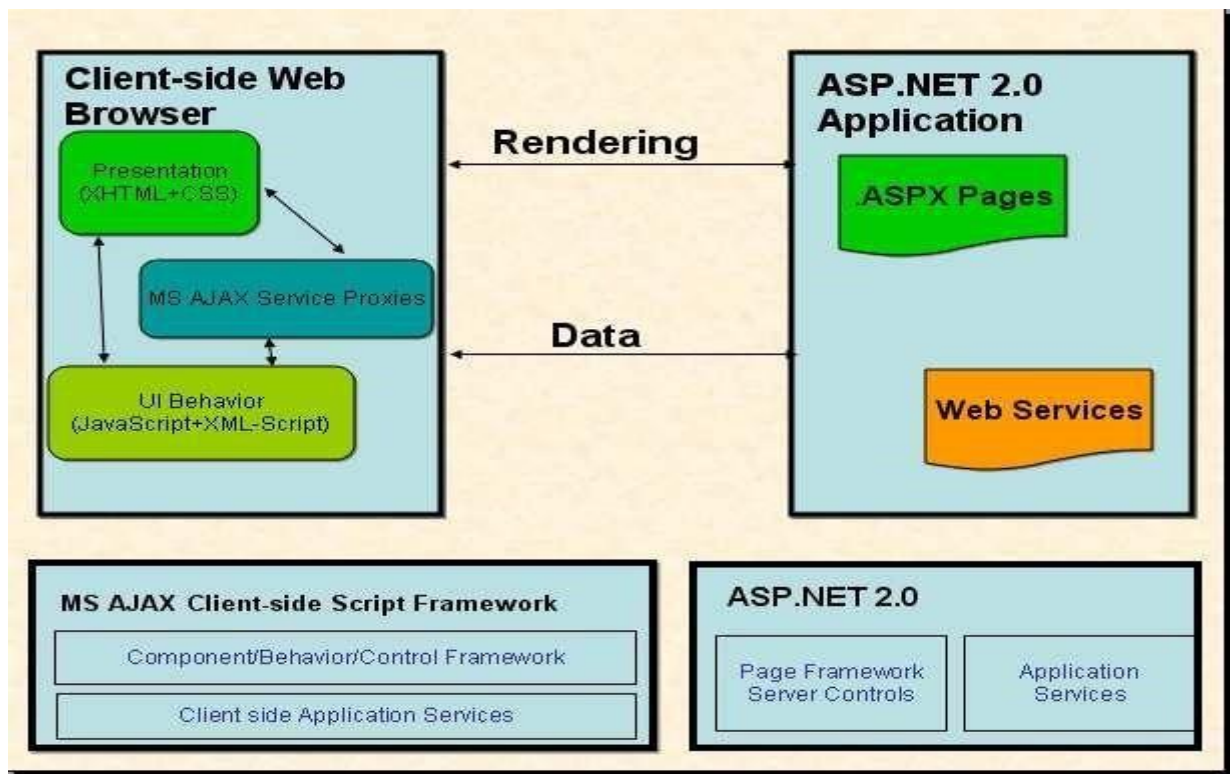 Client-side Web
Browser
Presentation
(XHTML+CSS)
MS AJAX Service Proxies
UI Behavior
(JavaScript+XML-Script)
Rendering
Data
ASP.NET 2.0
Application
.ASPX Pages
Web Services
MS AJAX Client-side Script Framework
Component/Behavior/Control Framework
Client side Application Services
ASP.NET 2.0
Page Framework
Server Controls
Application
Services